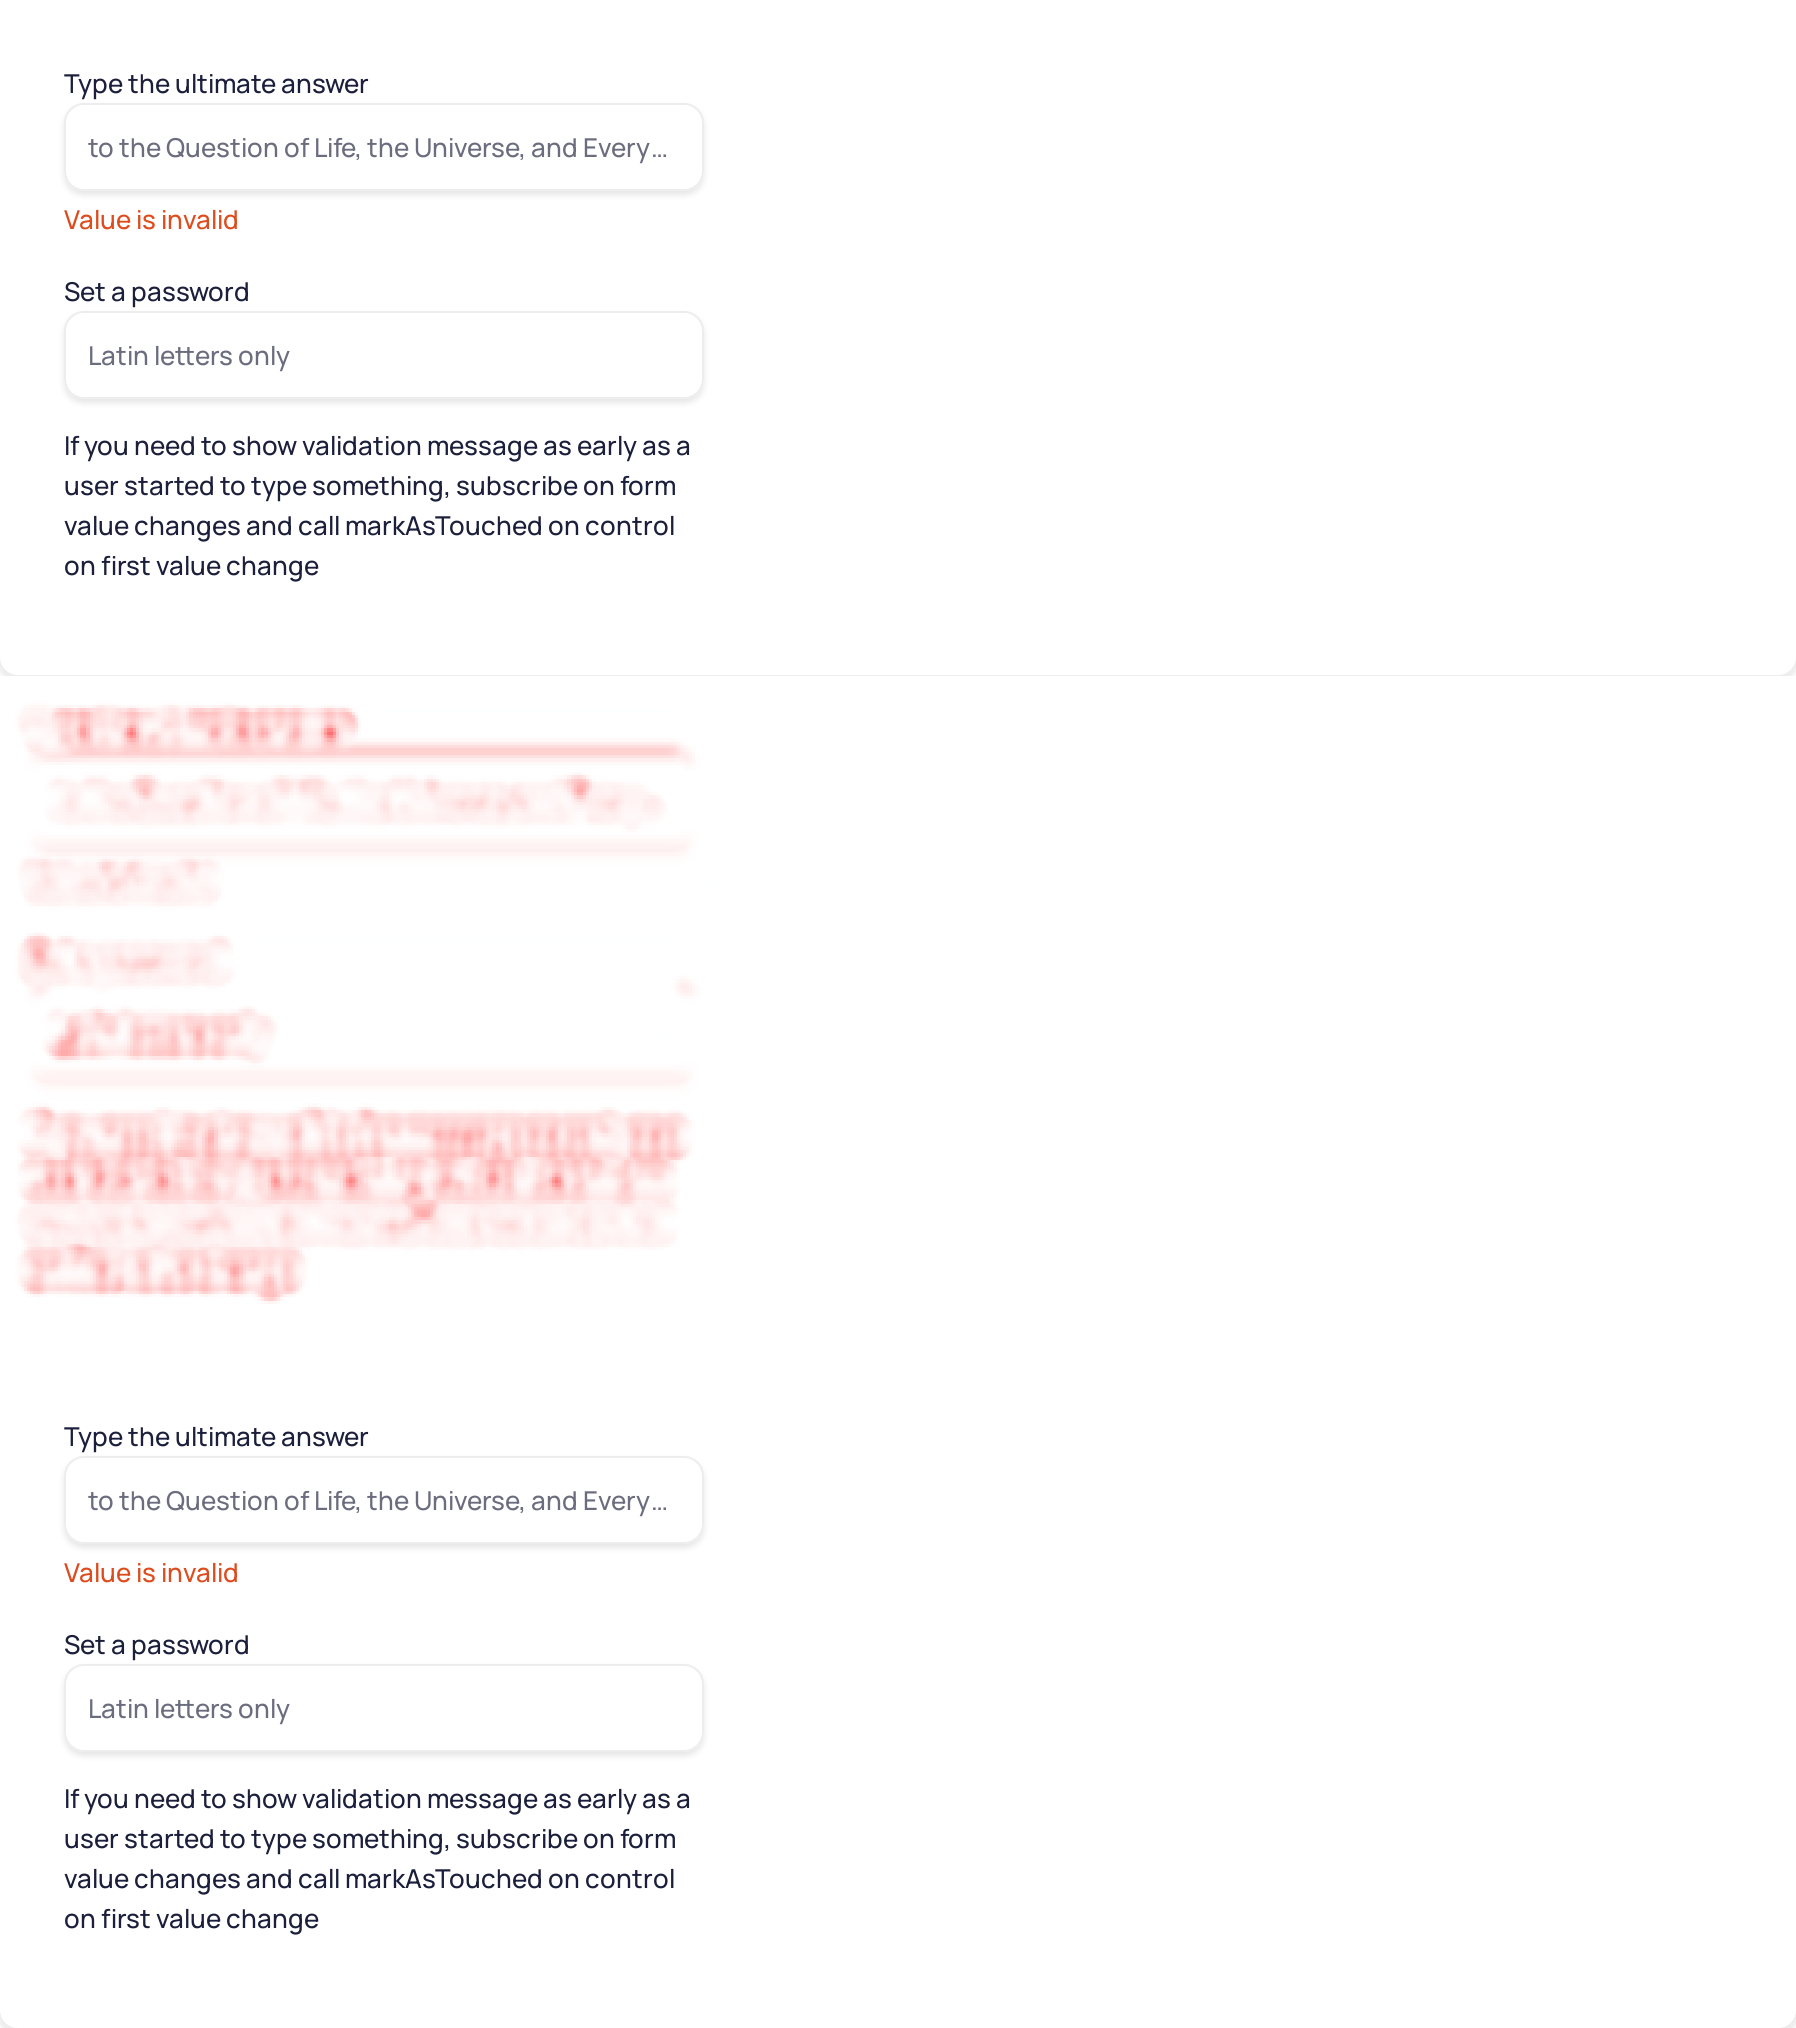 Type the ultimate answer
to the Question of Life, the Universe, and Every...
Value is invalid
Set a password
Latin letters only
If you need to show validation message as early as a
user started to type something, subscribe on form
value changes and call markAsTouched on control
on first value change
Type the ultimate answer
to the Question of Life, the Universe, and Every...
Value is invalid
Set a password
Latin letters only
If you need to show validation message as early as a
user started to type something, subscribe on form
value changes and call markAsTouched on control
on first value change